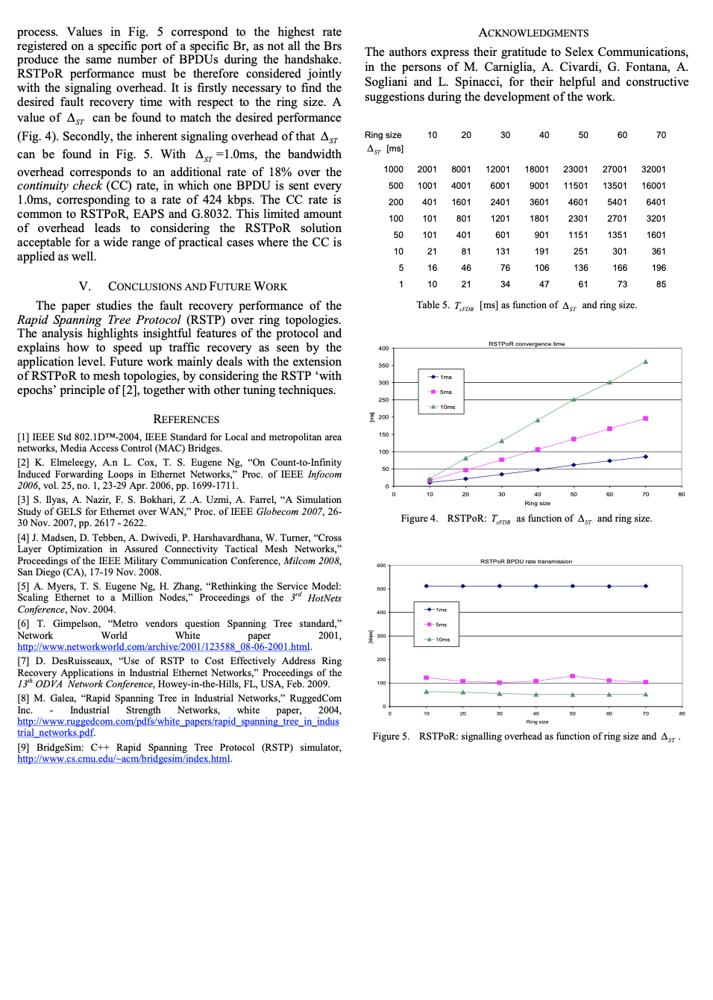 process. Values in Fig. 5 correspond to the highest rate
registered on a specific port of a specific Br, as not all the Brs
produce the same number of BPDUs during the handshake.
RSTPoR performance must be therefore considered jointly
with the signaling overhead. It is firstly necessary to find the
desired fault recovery time with respect to the ring size. A
value of Δ_ST can be found to match the desired performance
(Fig. 4). Secondly, the inherent signaling overhead of that Δ_ST
can be found in Fig. 5. With Δ_ST =1.0ms, the bandwidth
overhead corresponds to an additional rate of 18% over the
continuity check (CC) rate, in which one BPDU is sent every
1.0ms, corresponding to a rate of 424 kbps. The CC rate is
common to RSTPoR, EAPS and G.8032. This limited amount
of overhead leads to considering the RSTPoR solution
acceptable for a wide range of practical cases where the CC is
applied as well.
V. CONCLUSIONS AND FUTURE WORK
The paper studies the fault recovery performance of the
Rapid Spanning Tree Protocol (RSTP) over ring topologies.
The analysis highlights insightful features of the protocol and
explains how to speed up traffic recovery as seen by the
application level. Future work mainly deals with the extension
of RSTPoR to mesh topologies, by considering the RSTP ‘with
epochs’ principle of [2], together with other tuning techniques.
REFERENCES
[1] IEEE Std 802.1D™-2004, IEEE Standard for Local and metropolitan area
networks, Media Access Control (MAC) Bridges.
[2] K. Elmeleegy, A.n L. Cox, T. S. Eugene Ng, “On Count-to-Infinity
Induced Forwarding Loops in Ethernet Networks,” Proc. of IEEE Infocom
2006, vol. 25, no. 1, 23-29 Apr. 2006, pp. 1699-1711.
[3] S. Ilyas, A. Nazir, F. S. Bokhari, Z .A. Uzmi, A. Farrel, “A Simulation
Study of GELS for Ethernet over WAN,” Proc. of IEEE Globecom 2007, 26-
30 Nov. 2007, pp. 2617 - 2622.
[4] J. Madsen, D. Tebben, A. Dwivedi, P. Harshavardhana, W. Turner, “Cross
Layer Optimization in Assured Connectivity Tactical Mesh Networks,”
Proceedings of the IEEE Military Communication Conference, Milcom 2008,
San Diego (CA), 17-19 Nov. 2008.
[5] A. Myers, T. S. Eugene Ng, H. Zhang, “Rethinking the Service Model:
Scaling Ethernet to a Million Nodes,” Proceedings of the 3rd HotNets
Conference, Nov. 2004.
[6] T. Gimpelson, “Metro vendors question Spanning Tree standard,”
Network World White paper 2001,
http://www.networkworld.com/archive/2001/123588_08-06-2001.html.
[7] D. DesRuisseaux, “Use of RSTP to Cost Effectively Address Ring
Recovery Applications in Industrial Ethernet Networks,” Proceedings of the
13th ODVA Network Conference, Howey-in-the-Hills, FL, USA, Feb. 2009.
[8] M. Galea, “Rapid Spanning Tree in Industrial Networks,” RuggedCom
Inc. - Industrial Strength Networks, white paper, 2004,
http://www.ruggedcom.com/pdfs/white_papers/rapid_spanning_tree_in_indus
trial_networks.pdf.
[9] BridgeSim: C++ Rapid Spanning Tree Protocol (RSTP) simulator,
http://www.cs.cmu.edu/~acm/bridgesim/index.html.
ACKNOWLEDGMENTS
The authors express their gratitude to Selex Communications,
in the persons of M. Carniglia, A. Civardi, G. Fontana, A.
Sogliani and L. Spinacci, for their helpful and constructive
suggestions during the development of the work.
Ring size 10 20 30 40 50 60 70
Δ_ST [ms]
1000 2001 8001 12001 18001 23001 27001 32001
500 1001 4001 6001 9001 11501 13501 16001
200 401 1601 2401 3601 4601 5401 6401
100 101 801 1201 1801 2301 2701 3201
50 101 401 601 901 1151 1351 1601
10 21 81 131 191 251 301 361
5 16 46 76 106 136 166 196
1 10 21 34 47 61 73 85
Table 5. T_cFDB [ms] as function of Δ_ST and ring size.
RSTPoR convergence time
400
350
300
250
200
150
100
50
0
[ms]
1ms
5ms
10ms
0 10 20 30 40 50 60 70 80
Ring size
Figure 4. RSTPoR: T_cFDB as function of Δ_ST and ring size.
RSTPoR BPDU rate transmission
600
500
400
300
200
100
0
[kbps]
1ms
5ms
10ms
0 10 20 30 40 50 60 70 80
Ring size
Figure 5. RSTPoR: signalling overhead as function of ring size and Δ_ST .